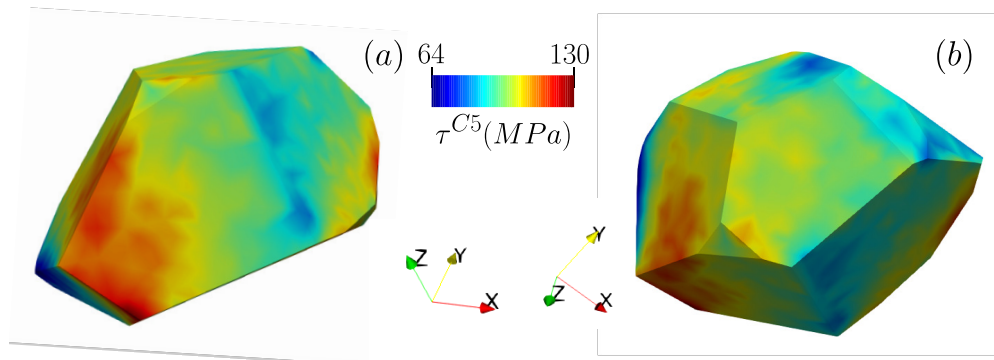 (a)
64 130
τ^{C5}(MPa)
(b)
Z Y X
Y Z X